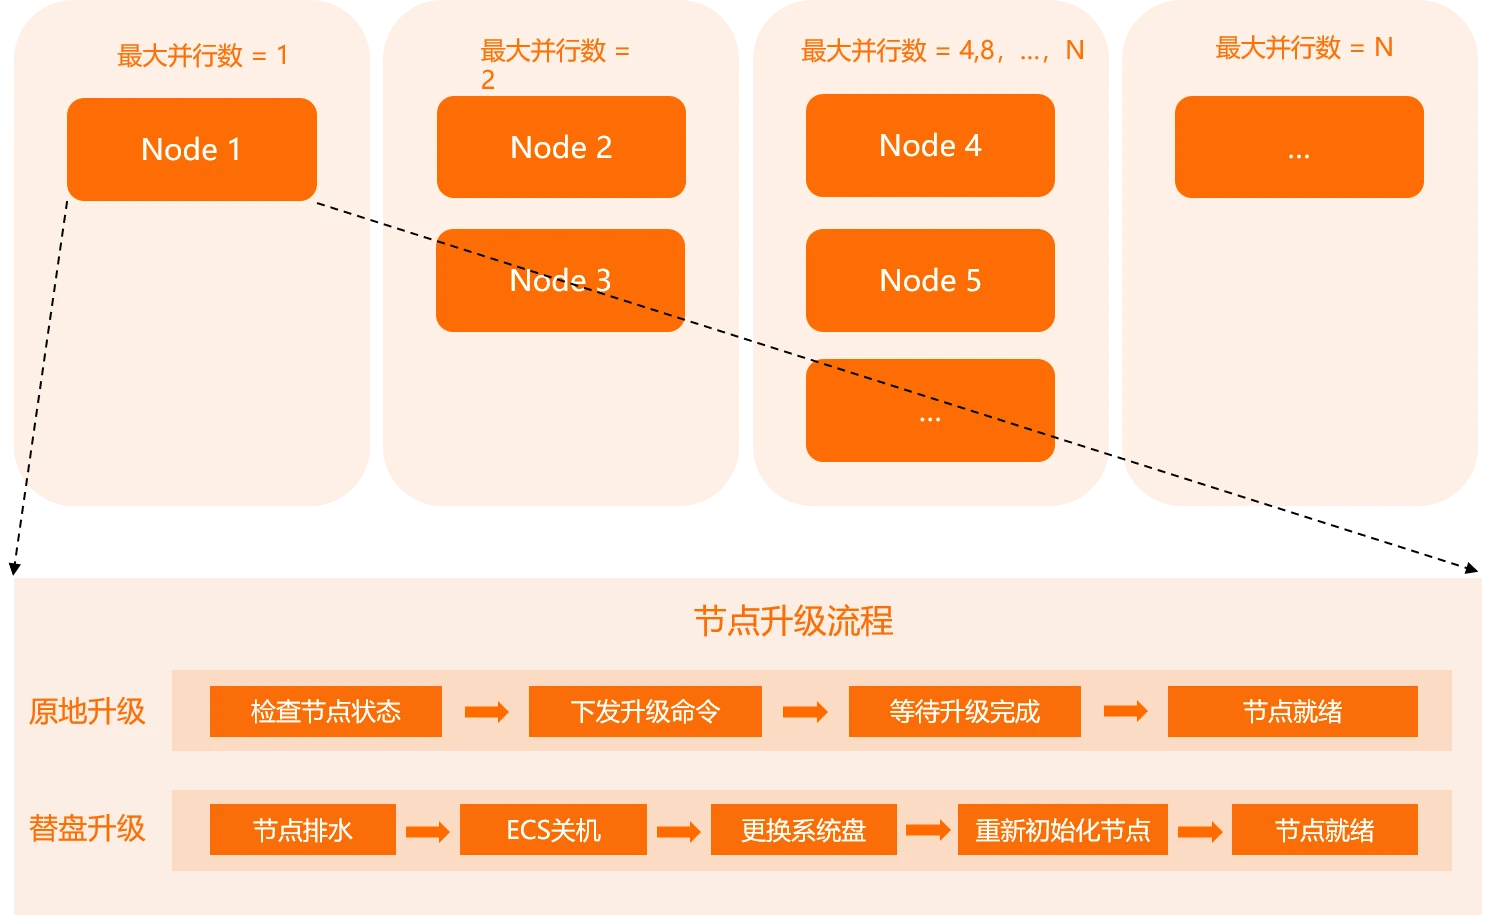 最大并行数 = 1
最大并行数 =
2
最大并行数 = 4,8，...，N
最大并行数 = N
Node 1
Node 2
Node 4
...
Node 3
Node 5
...
节点升级流程
原地升级
检查节点状态
下发升级命令
等待升级完成
节点就绪
替盘升级
节点排水
ECS关机
更换系统盘
重新初始化节点
节点就绪